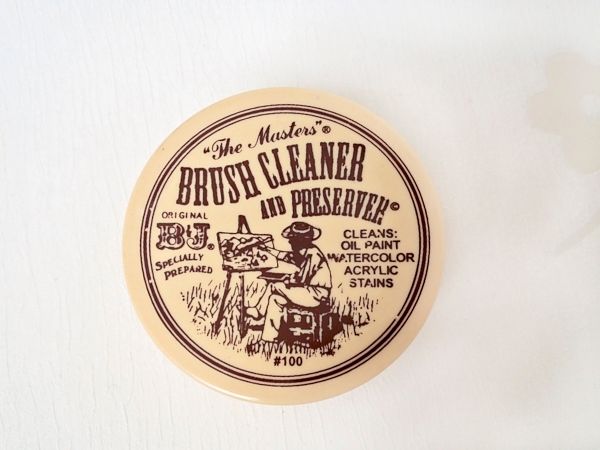 "The Masters"®
BRUSH CLEANER
AND PRESERVER©
ORIGINAL
B&J®
SPECIALLY
PREPARED
CLEANS:
OIL PAINT
WATERCOLOR
ACRYLIC
STAINS
#100